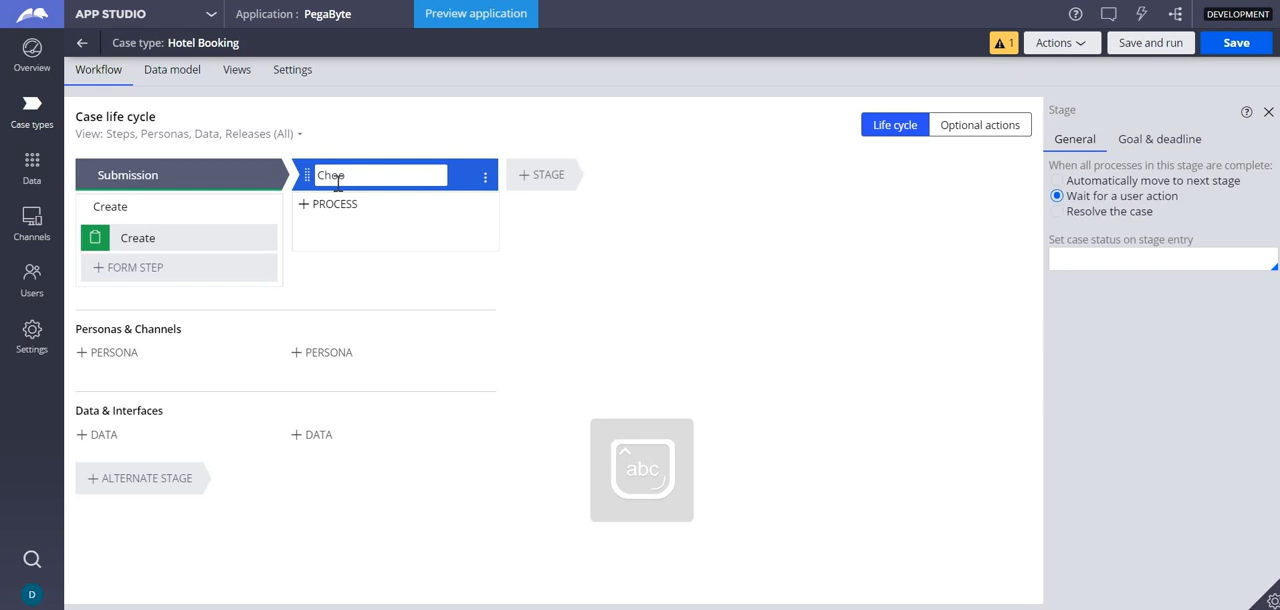 APP STUDIO
Application : PegaByte
Preview application
DEVELOPMENT
Overview
Case types
Data
Channels
Users
Settings
D
Case type: Hotel Booking
1
Actions
Save and run
Save
Workflow
Data model
Views
Settings
Case life cycle
View: Steps, Personas, Data, Releases (All)
Life cycle
Optional actions
Submission
Choo
+ STAGE
Create
+ PROCESS
Create
+ FORM STEP
Personas & Channels
+ PERSONA
+ PERSONA
Data & Interfaces
+ DATA
+ DATA
+ ALTERNATE STAGE
abc
Stage
General
Goal & deadline
When all processes in this stage are complete:
Automatically move to next stage
Wait for a user action
Resolve the case
Set case status on stage entry